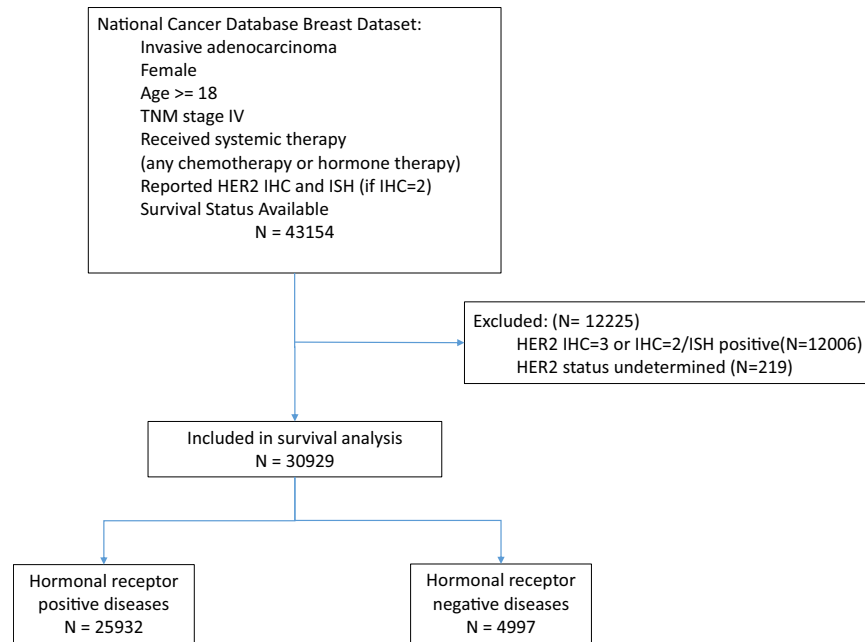 National Cancer Database Breast Dataset:
Invasive adenocarcinoma
Female
Age >= 18
TNM stage IV
Received systemic therapy
(any chemotherapy or hormone therapy)
Reported HER2 IHC and ISH (if IHC=2)
Survival Status Available
N = 43154
Excluded: (N= 12225)
HER2 IHC=3 or IHC=2/ISH positive(N=12006)
HER2 status undetermined (N=219)
Included in survival analysis
N = 30929
Hormonal receptor
positive diseases
N = 25932
Hormonal receptor
negative diseases
N = 4997